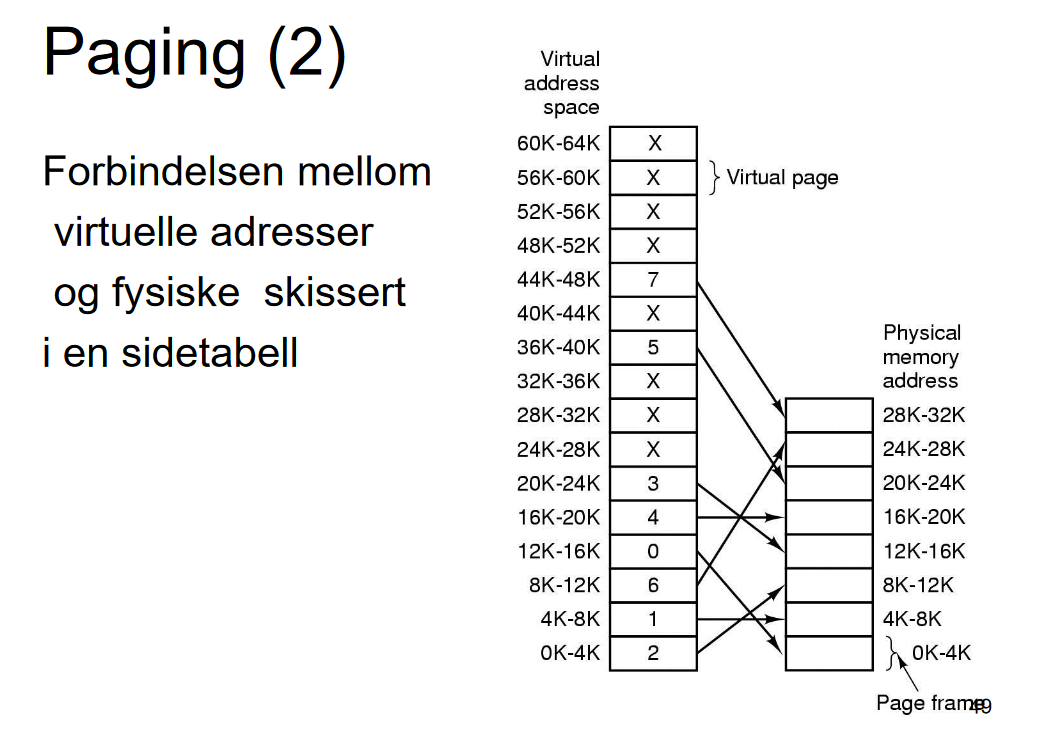 Paging (2)
Forbindelsen mellom
virtuelle adresser
og fysiske skissert
i en sidetabell
Virtual
address
space
60K-64K X
56K-60K X } Virtual page
52K-56K X
48K-52K X
44K-48K 7
40K-44K X
36K-40K 5
32K-36K X
28K-32K X
24K-28K X
20K-24K 3
16K-20K 4
12K-16K 0
8K-12K 6
4K-8K 1
0K-4K 2
Physical
memory
address
28K-32K
24K-28K
20K-24K
16K-20K
12K-16K
8K-12K
4K-8K
0K-4K
Page frame
49